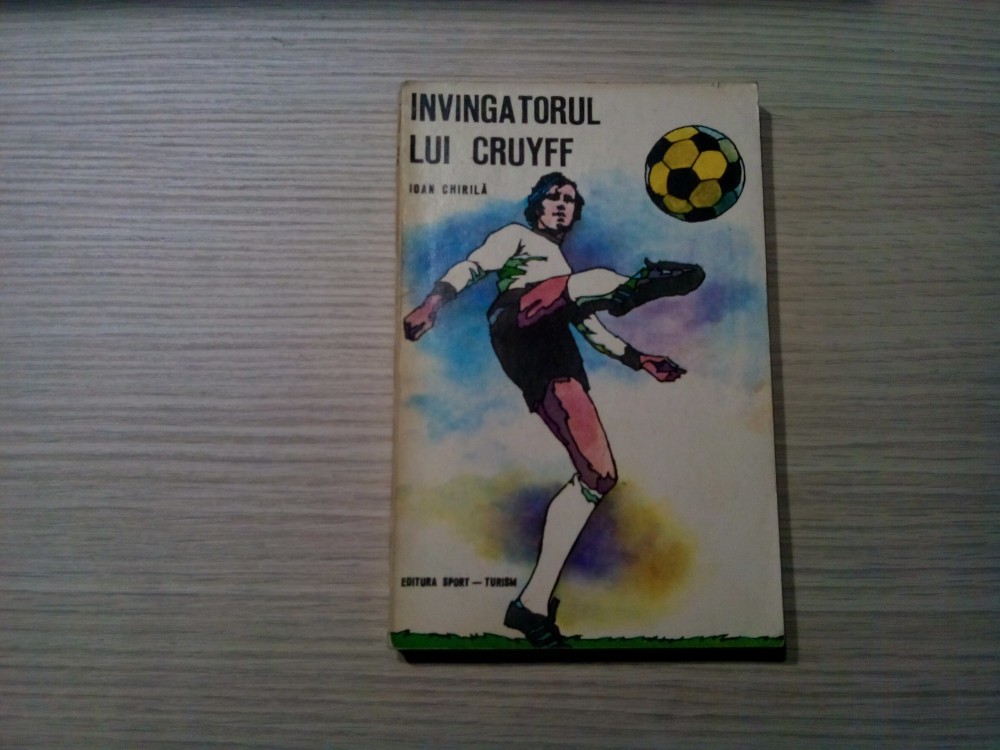 INVINGATORUL
LUI CRUYFF
IOAN CHIRILĂ
EDITURA SPORT — TURISM